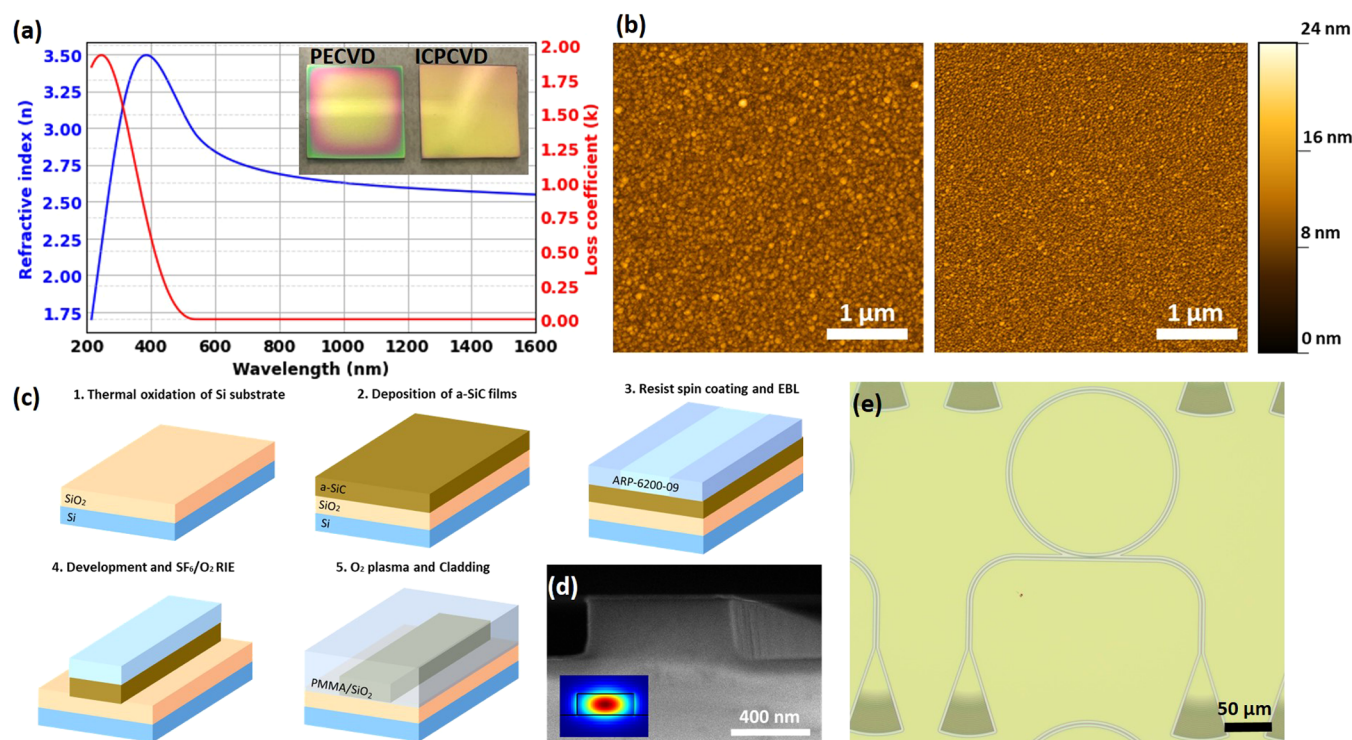 (a)
3.50
3.25
3.00
2.75
2.50
2.25
2.00
1.75
Refractive index (n)
PECVD ICPCVD
2.00
1.75
1.50
1.25
1.00
0.75
0.50
0.25
0.00
Loss coefficient (k)
200 400 600 800 1000 1200 1400 1600
Wavelength (nm)
(b)
1 μm
1 μm
24 nm
16 nm
8 nm
0 nm
(c)
1. Thermal oxidation of Si substrate
SiO₂
Si
2. Deposition of a-SiC films
a-SiC
SiO₂
Si
3. Resist spin coating and EBL
ARP-6200-09
4. Development and SF₆/O₂ RIE
5. O₂ plasma and Cladding
PMMA/SiO₂
(d)
400 nm
(e)
50 μm